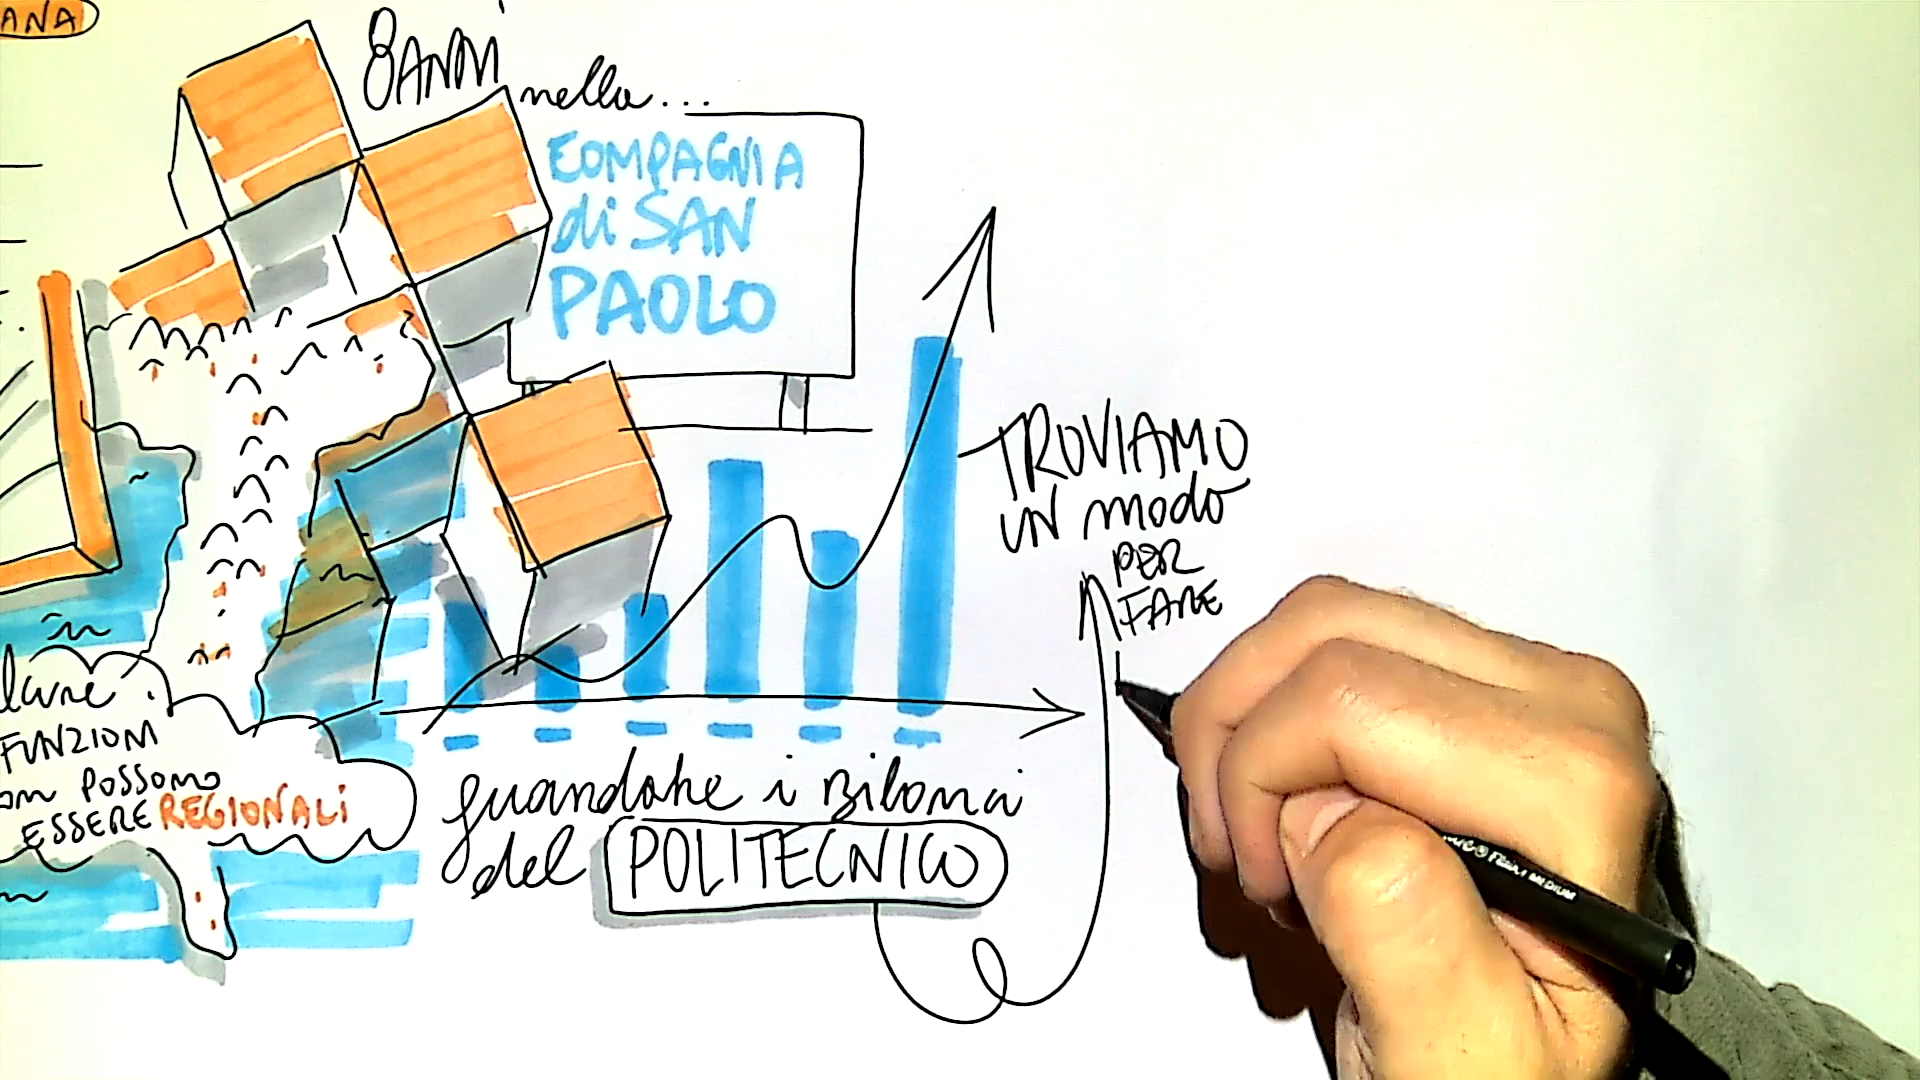 ANA
8 ANNI nella...
COMPAGNIA
di SAN
PAOLO
TROVIAMO
UN modo
PER
FARE
FUNZIONI
POSSONO
ESSERE REGIONALI
guardate i Bilanci
del POLITECNICO
MEDIUM